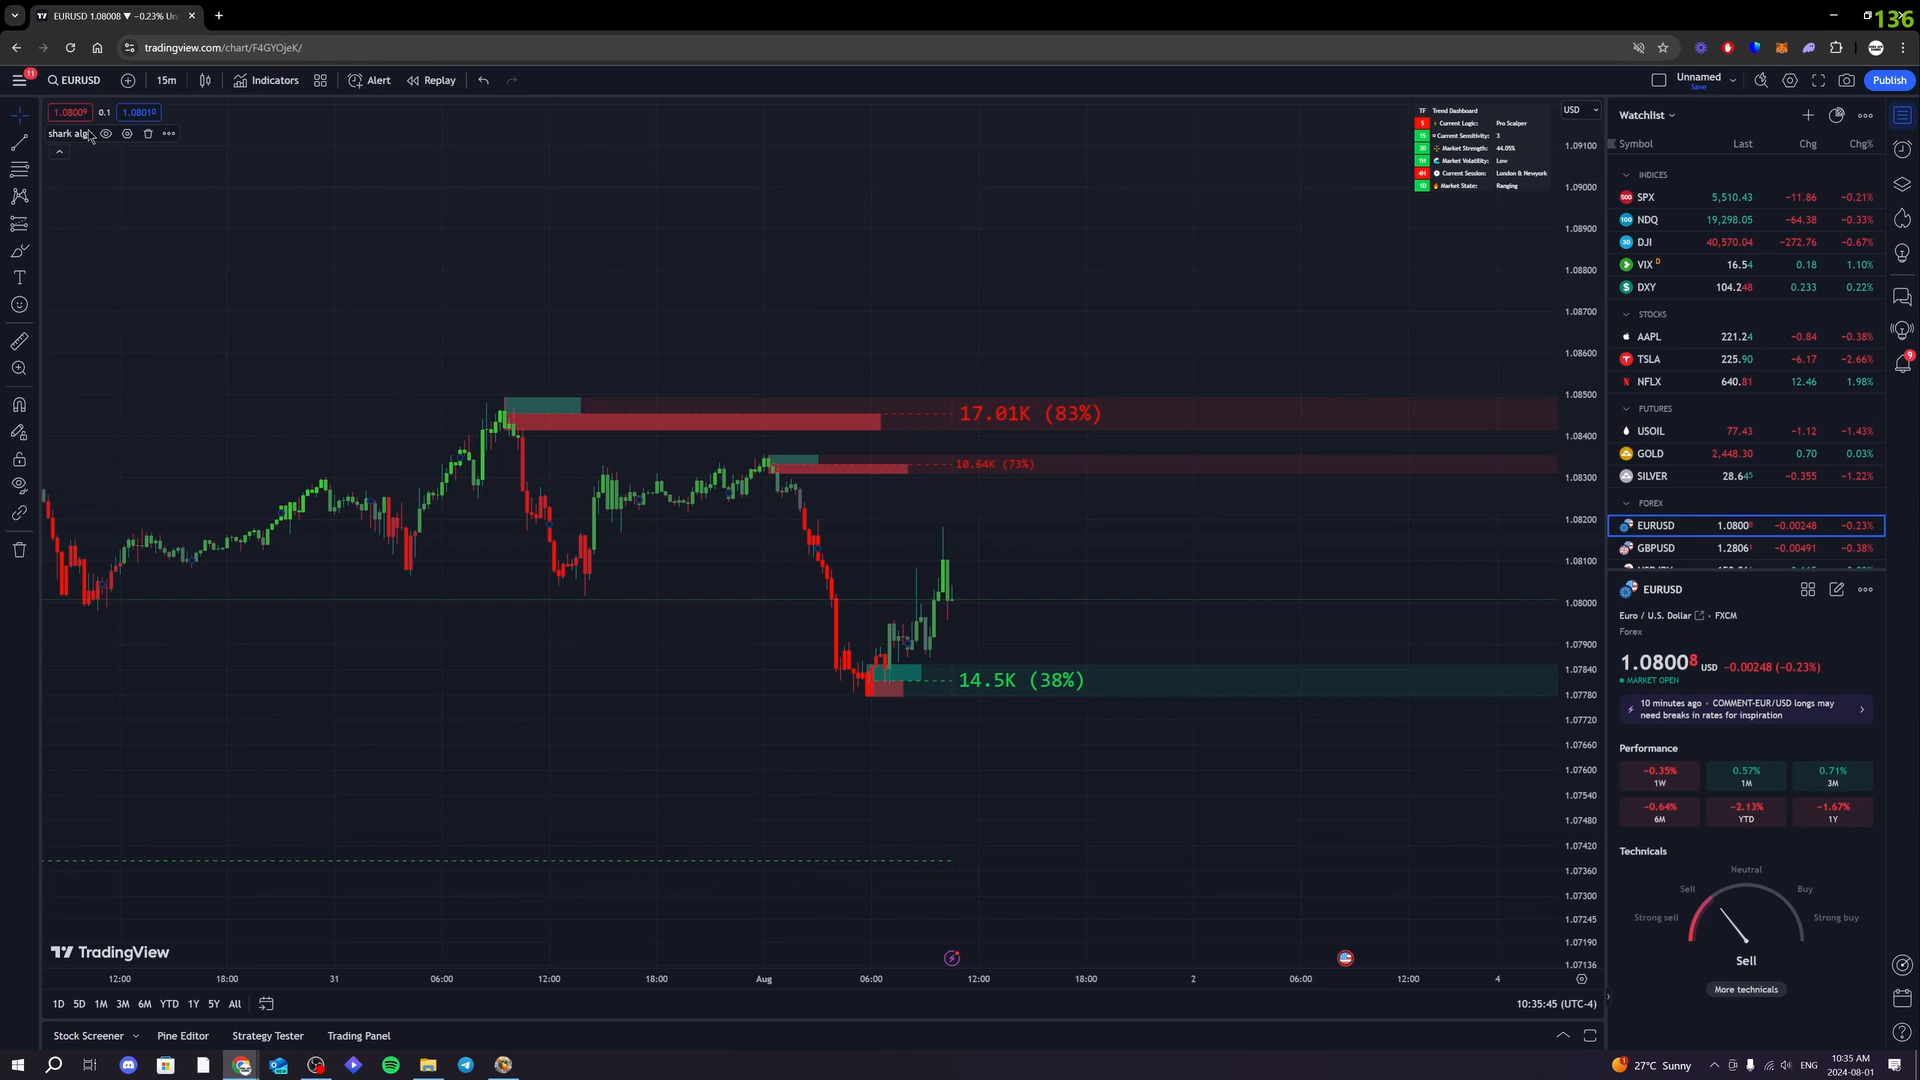 EURUSD 1.08008 ▼ −0.23% Un
136
tradingview.com/chart/F4GYOjeK/
11
EURUSD
15m
Indicators
Alert
Replay
Unnamed
Save
Publish
1.08009
0.1
1.08010
shark alg
TF Trend Dashboard
5 Current Logic: Pro Scalper
15 Current Sensitivity: 3
30 Market Strength: 44.05%
1H Market Volatility: Low
4H Current Session: London & Newyork
1D Market State: Ranging
USD
1.09100
1.09000
1.08900
1.08800
1.08700
1.08600
1.08500
1.08400
1.08300
1.08200
1.08100
1.08000
1.07900
1.07840
1.07780
1.07720
1.07660
1.07600
1.07540
1.07480
1.07420
1.07360
1.07300
1.07245
1.07190
1.07136
17.01K (83%)
10.64K (73%)
14.5K (38%)
TradingView
12:00 18:00 31 06:00 12:00 18:00 Aug 06:00 12:00 18:00 2 06:00 12:00 4
1D 5D 1M 3M 6M YTD 1Y 5Y All
10:35:45 (UTC-4)
Stock Screener
Pine Editor
Strategy Tester
Trading Panel
Watchlist
Symbol Last Chg Chg%
INDICES
SPX 5,510.43 −11.86 −0.21%
NDQ 19,298.05 −64.38 −0.33%
DJI 40,570.04 −272.76 −0.67%
VIX D 16.54 0.18 1.10%
DXY 104.248 0.233 0.22%
STOCKS
AAPL 221.24 −0.84 −0.38%
TSLA 225.90 −6.17 −2.66%
NFLX 640.81 12.46 1.98%
FUTURES
USOIL 77.43 −1.12 −1.43%
GOLD 2,448.30 0.70 0.03%
SILVER 28.645 −0.355 −1.22%
FOREX
EURUSD 1.08008 −0.00248 −0.23%
GBPUSD 1.28061 −0.00491 −0.38%
EURUSD
Euro / U.S. Dollar • FXCM
Forex
1.08008 USD −0.00248 (−0.23%)
MARKET OPEN
10 minutes ago • COMMENT-EUR/USD longs may
need breaks in rates for inspiration
Performance
−0.35% 0.57% 0.71%
1W 1M 3M
−0.64% −2.13% −1.67%
6M YTD 1Y
Technicals
Neutral
Sell Buy
Strong sell Strong buy
Sell
More technicals
9
27°C Sunny
ENG
10:35 AM
2024-08-01